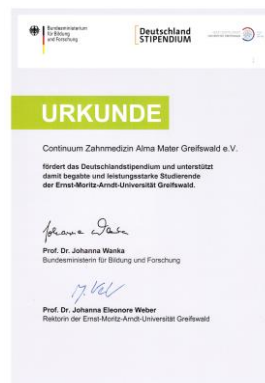 Bundesministerium
für Bildung
und Forschung
Deutschland
STIPENDIUM
URKUNDE
Continuum Zahnmedizin Alma Mater Greifswald e.V.
fördert das Deutschlandstipendium und unterstützt
damit begabte und leistungsstarke Studierende
der Ernst-Moritz-Arndt-Universität Greifswald.
Johanna Wanka
Prof. Dr. Johanna Wanka
Bundesministerin für Bildung und Forschung
Prof. Dr. Johanna Eleonore Weber
Rektorin der Ernst-Moritz-Arndt-Universität Greifswald